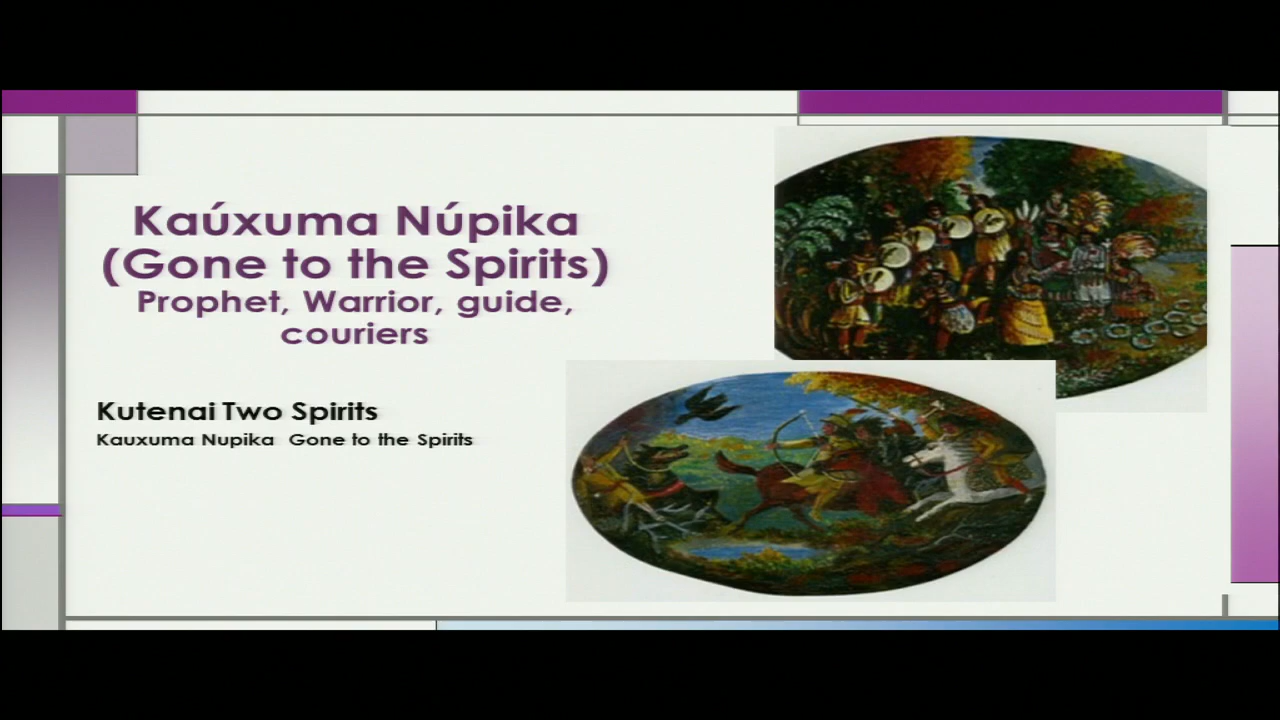 Kaúxuma Núpika
(Gone to the Spirits)
Prophet, Warrior, guide,
couriers
Kutenai Two Spirits
Kauxuma Nupika Gone to the Spirits